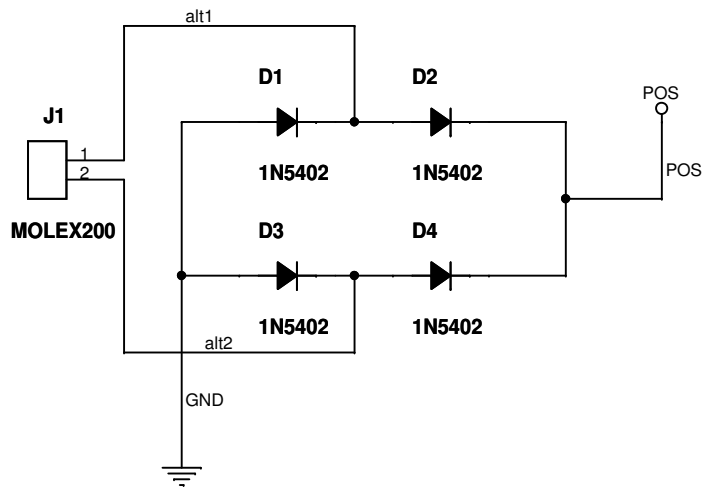 alt1
D1
D2
POS
J1
1
1N5402
1N5402
POS
2
MOLEX200
D3
D4
1N5402
1N5402
alt2
GND